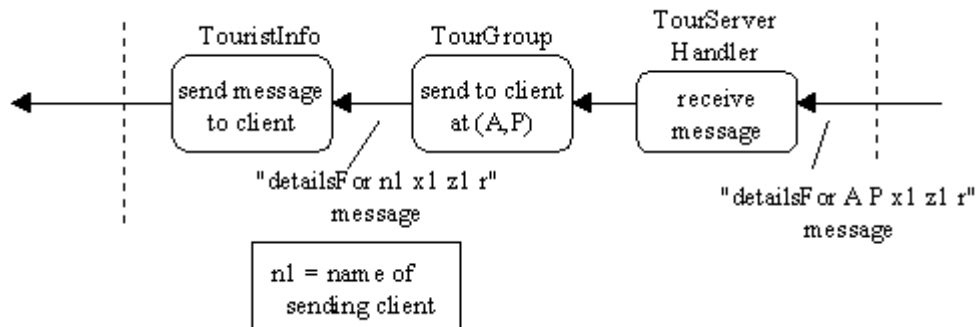 TouristInfo
send message
to client
TourGroup
send to client
at (A,P)
TourServer
Handler
receive
message
"detailsFor n1 x1 z1 r"
message
"detailsFor A P x1 z1 r"
message
n1 = name of
sending client